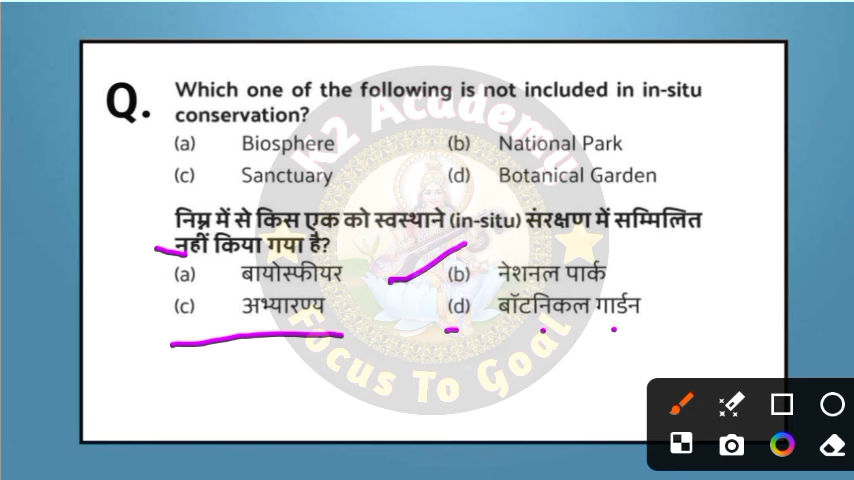 Q. Which one of the following is not included in in-situ
conservation?
(a) Biosphere (b) National Park
(c) Sanctuary (d) Botanical Garden
निम्न में से किस एक को स्वस्थाने (in-situ) संरक्षण में सम्मिलित
नहीं किया गया है?
(a) बायोस्फीयर (b) नेशनल पार्क
(c) अभ्यारण्य (d) बॉटनिकल गार्डन
K2 Academy
Focus To Goal